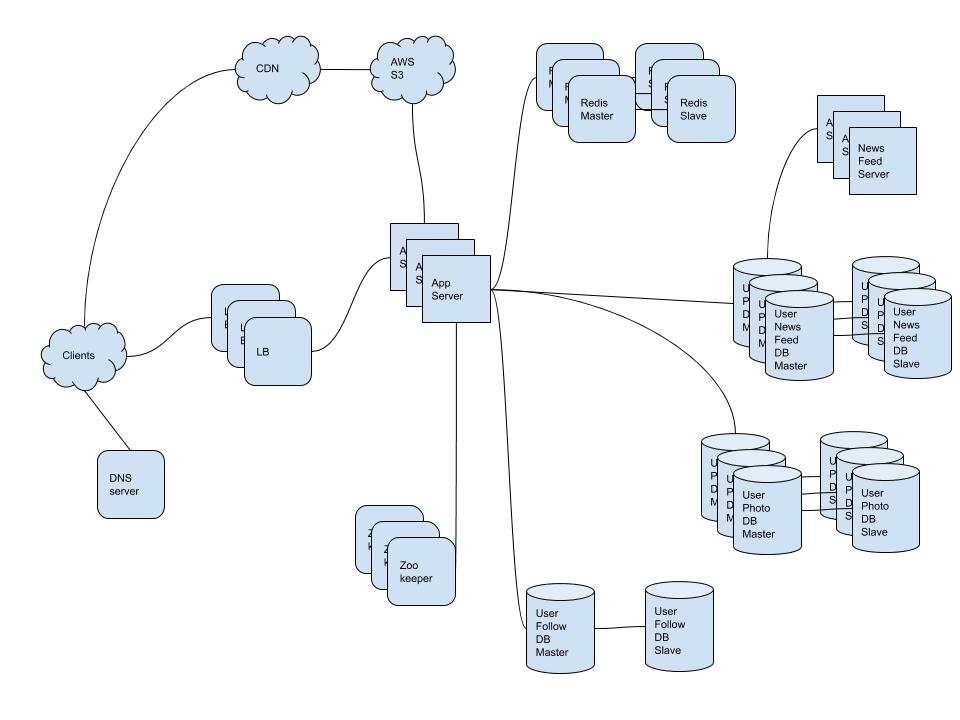 CDN
AWS
S3
Redis
Master
Redis
Slave
News
Feed
Server
App
Server
Clients
LB
User
News
Feed
DB
Master
User
News
Feed
DB
Slave
DNS
server
User
Photo
DB
Master
User
Photo
DB
Slave
Zoo
keeper
User
Follow
DB
Master
User
Follow
DB
Slave